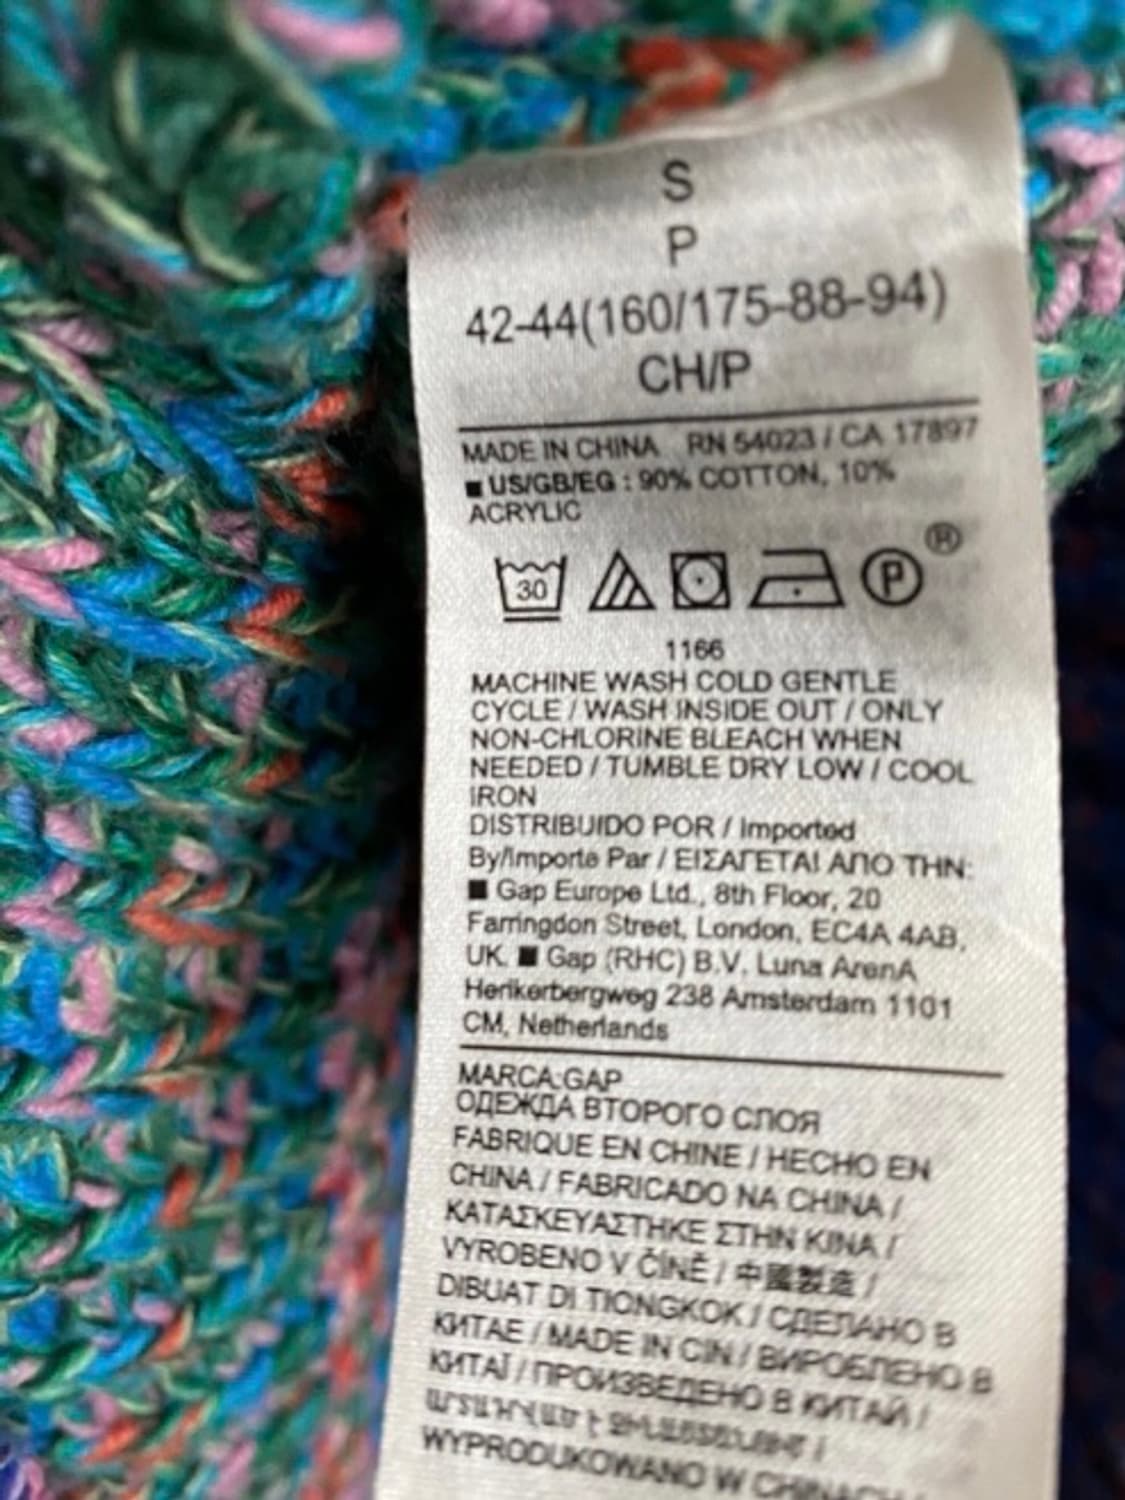 S
P
42-44(160/175-88-94)
CH/P
MADE IN CHINA RN 54023 / CA 17897
■ US/GB/EG : 90% COTTON, 10%
ACRYLIC
30
P ®
1166
MACHINE WASH COLD GENTLE
CYCLE / WASH INSIDE OUT / ONLY
NON-CHLORINE BLEACH WHEN
NEEDED / TUMBLE DRY LOW / COOL
IRON
DISTRIBUIDO POR / Imported
By/Importe Par / ΕΙΣΑΓΕΤΑΙ ΑΠΟ ΤΗΝ:
■ Gap Europe Ltd., 8th Floor, 20
Farringdon Street, London, EC4A 4AB,
UK. ■ Gap (RHC) B.V. Luna ArenA
Herikerbergweg 238 Amsterdam 1101
CM, Netherlands
MARCA:GAP
ОДЕЖДА ВТОРОГО СЛОЯ
FABRIQUE EN CHINE / HECHO EN
CHINA / FABRICADO NA CHINA /
ΚΑΤΑΣΚΕΥΑΣΤΗΚΕ ΣΤΗΝ ΚΙΝΑ /
VYROBENO V ČÍNĚ / 中國製造 /
DIBUAT DI TIONGKOK / СДЕЛАНО В
КИТАЕ / MADE IN CIN / ВИРОБЛЕНО В
КИТАЇ / ПРОИЗВЕДЕНО В КИТАЙ /
WYPRODUKOWANO W CHINACH /